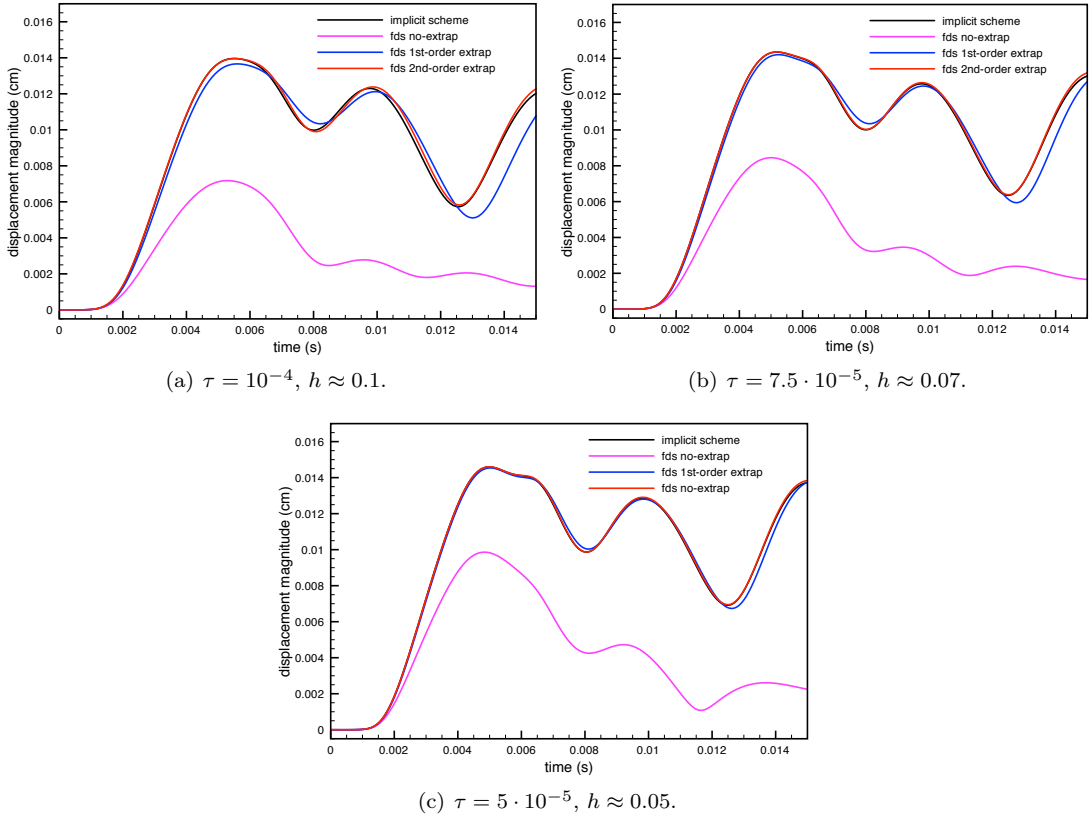 displacement magnitude (cm)
0.016
0.014
0.012
0.01
0.008
0.006
0.004
0.002
0
implicit scheme
fds no-extrap
fds 1st-order extrap
fds 2nd-order extrap
0 0.002 0.004 0.006 0.008 0.01 0.012 0.014
time (s)
(a) τ = 10⁻⁴, h ≈ 0.1.
displacement magnitude (cm)
0.016
0.014
0.012
0.01
0.008
0.006
0.004
0.002
0
implicit scheme
fds no-extrap
fds 1st-order extrap
fds 2nd-order extrap
0 0.002 0.004 0.006 0.008 0.01 0.012 0.014
time (s)
(b) τ = 7.5 · 10⁻⁵, h ≈ 0.07.
displacement magnitude (cm)
0.016
0.014
0.012
0.01
0.008
0.006
0.004
0.002
0
implicit scheme
fds no-extrap
fds 1st-order extrap
fds no-extrap
0 0.002 0.004 0.006 0.008 0.01 0.012 0.014
time (s)
(c) τ = 5 · 10⁻⁵, h ≈ 0.05.